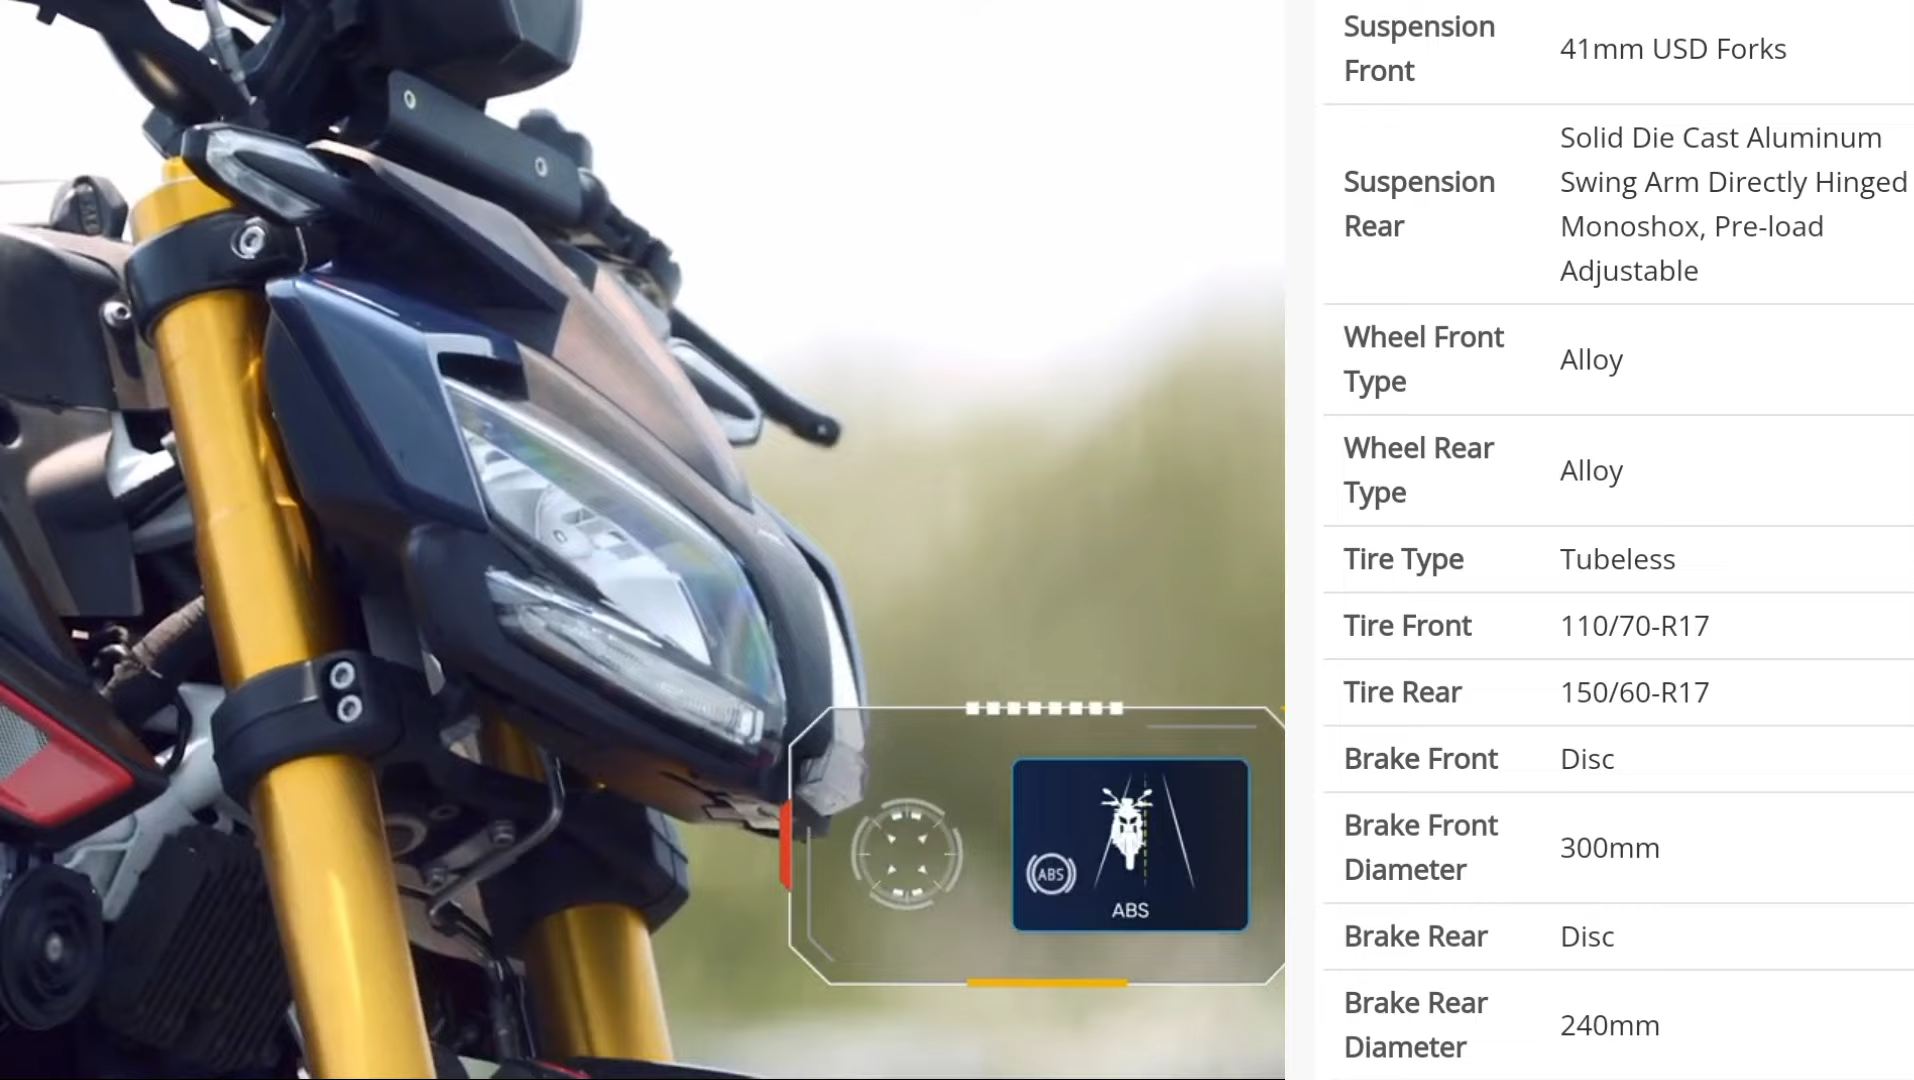 Suspension
Front
41mm USD Forks
Suspension
Rear
Solid Die Cast Aluminum
Swing Arm Directly Hinged
Monoshox, Pre-load
Adjustable
Wheel Front
Type
Alloy
Wheel Rear
Type
Alloy
Tire Type
Tubeless
Tire Front
110/70-R17
Tire Rear
150/60-R17
Brake Front
Disc
Brake Front
Diameter
300mm
Brake Rear
Disc
Brake Rear
Diameter
240mm
ABS
ABS